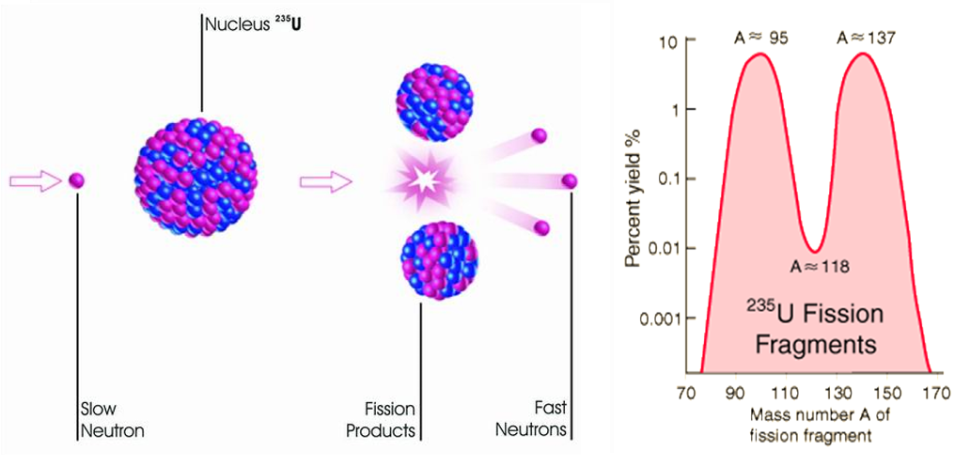 Nucleus ²³⁵U
Slow
Neutron
Fission
Products
Fast
Neutrons
A≈ 95
A≈137
10
1
0.1
0.01
0.001
Percent yield %
A≈118
²³⁵U Fission
Fragments
70 90 110 130 150 170
Mass number A of
fission fragment